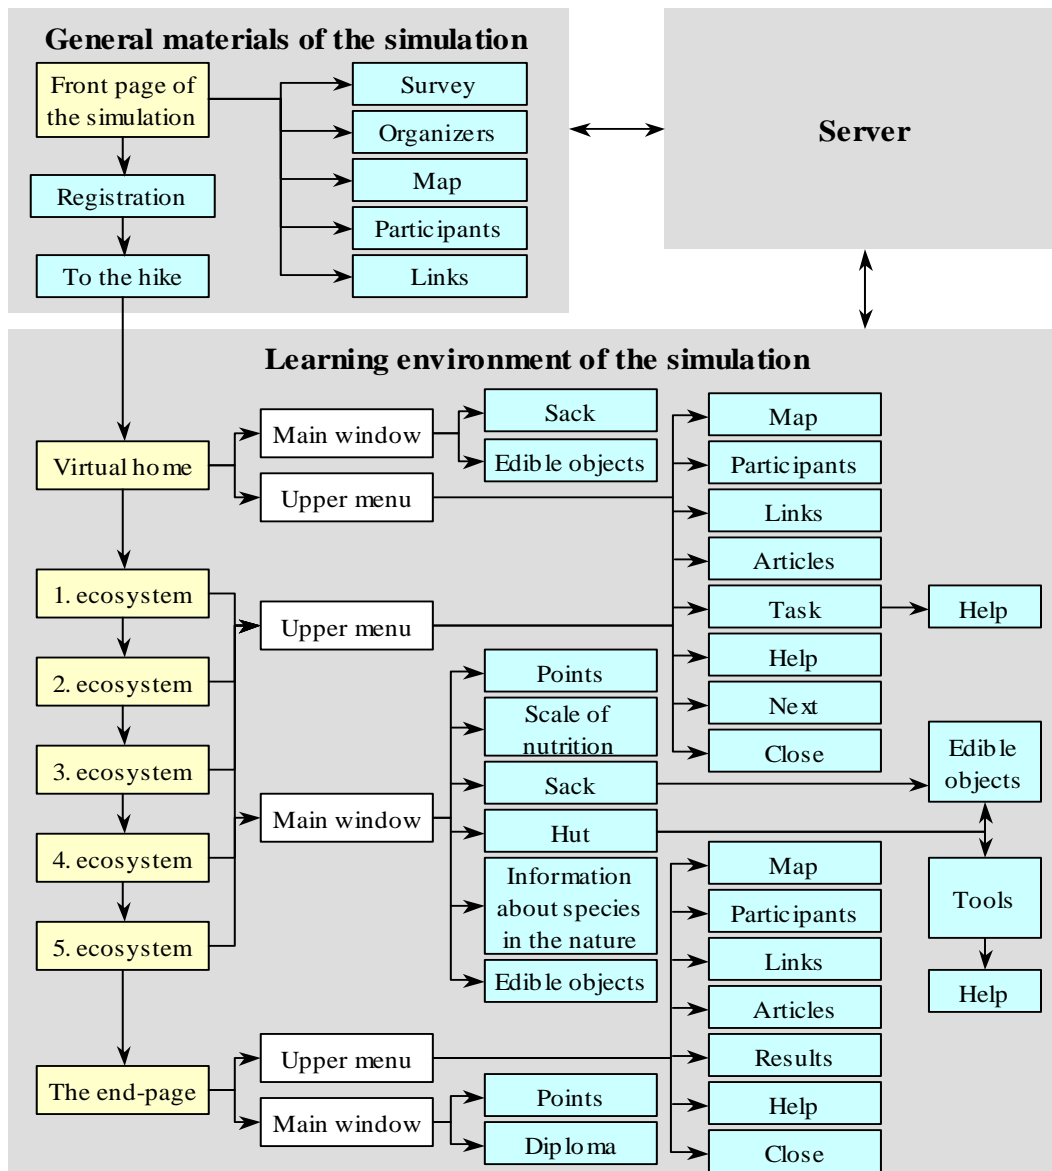 General materials of the simulation
Front page of
the simulation
Registration
To the hike
Survey
Organizers
Map
Participants
Links
Server
Learning environment of the simulation
Virtual home
Main window
Upper menu
Sack
Edible objects
Map
Participants
Links
Articles
Task
Help
Help
Next
Close
1. ecosystem
2. ecosystem
3. ecosystem
4. ecosystem
5. ecosystem
Upper menu
Main window
Points
Scale of
nutrition
Sack
Hut
Information
about species
in the nature
Edible objects
Edible
objects
Tools
Help
The end-page
Upper menu
Main window
Points
Diploma
Map
Participants
Links
Articles
Results
Help
Close